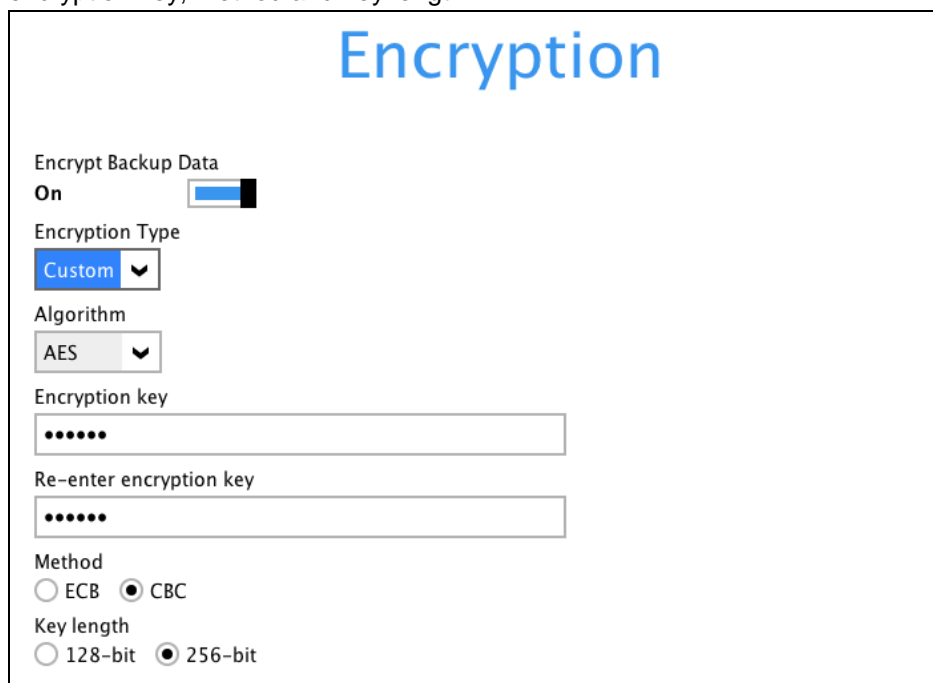 Encryption
Encrypt Backup Data
On
Encryption Type
Custom
Algorithm
AES
Encryption key
••••••
Re-enter encryption key
••••••
Method
ECB CBC
Key length
128-bit 256-bit